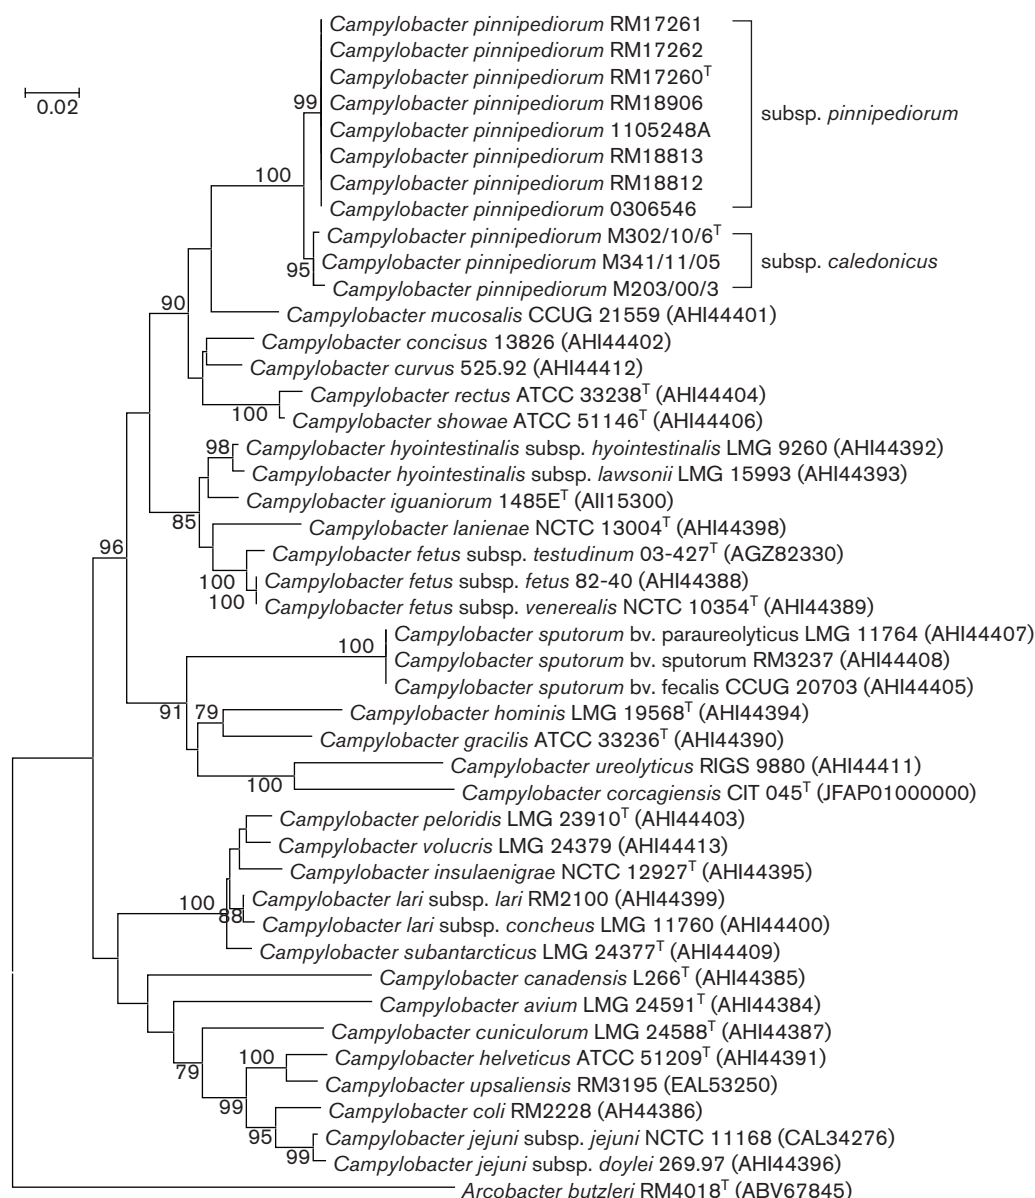 Campylobacter pinnipediorum RM17261
Campylobacter pinnipediorum RM17262
Campylobacter pinnipediorum RM17260T
0.02
99
Campylobacter pinnipediorum RM18906
subsp. pinnipediorum
Campylobacter pinnipediorum 1105248A
Campylobacter pinnipediorum RM18813
100
Campylobacter pinnipediorum RM18812
Campylobacter pinnipediorum 0306546
Campylobacter pinnipediorum M302/10/6T
Campylobacter pinnipediorum M341/11/05
subsp. caledonicus
95
Campylobacter pinnipediorum M203/00/3
90
Campylobacter mucosalis CCUG 21559 (AHI44401)
Campylobacter concisus 13826 (AHI44402)
Campylobacter curvus 525.92 (AHI44412)
Campylobacter rectus ATCC 33238T (AHI44404)
100
Campylobacter showae ATCC 51146T (AHI44406)
98
Campylobacter hyointestinalis subsp. hyointestinalis LMG 9260 (AHI44392)
Campylobacter hyointestinalis subsp. lawsonii LMG 15993 (AHI44393)
Campylobacter iguaniorum 1485ET (AII15300)
85
Campylobacter lanienae NCTC 13004T (AHI44398)
96
Campylobacter fetus subsp. testudinum 03-427T (AGZ82330)
100
Campylobacter fetus subsp. fetus 82-40 (AHI44388)
100
Campylobacter fetus subsp. venerealis NCTC 10354T (AHI44389)
Campylobacter sputorum bv. paraureolyticus LMG 11764 (AHI44407)
100
Campylobacter sputorum bv. sputorum RM3237 (AHI44408)
Campylobacter sputorum bv. fecalis CCUG 20703 (AHI44405)
91
79
Campylobacter hominis LMG 19568T (AHI44394)
Campylobacter gracilis ATCC 33236T (AHI44390)
Campylobacter ureolyticus RIGS 9880 (AHI44411)
100
Campylobacter corcagiensis CIT 045T (JFAP01000000)
Campylobacter peloridis LMG 23910T (AHI44403)
Campylobacter volucris LMG 24379 (AHI44413)
Campylobacter insulaenigrae NCTC 12927T (AHI44395)
100
Campylobacter lari subsp. lari RM2100 (AHI44399)
88
Campylobacter lari subsp. concheus LMG 11760 (AHI44400)
Campylobacter subantarcticus LMG 24377T (AHI44409)
Campylobacter canadensis L266T (AHI44385)
Campylobacter avium LMG 24591T (AHI44384)
Campylobacter cuniculorum LMG 24588T (AHI44387)
100
Campylobacter helveticus ATCC 51209T (AHI44391)
79
Campylobacter upsaliensis RM3195 (EAL53250)
99
Campylobacter coli RM2228 (AH44386)
95
Campylobacter jejuni subsp. jejuni NCTC 11168 (CAL34276)
99
Campylobacter jejuni subsp. doylei 269.97 (AHI44396)
Arcobacter butzleri RM4018T (ABV67845)